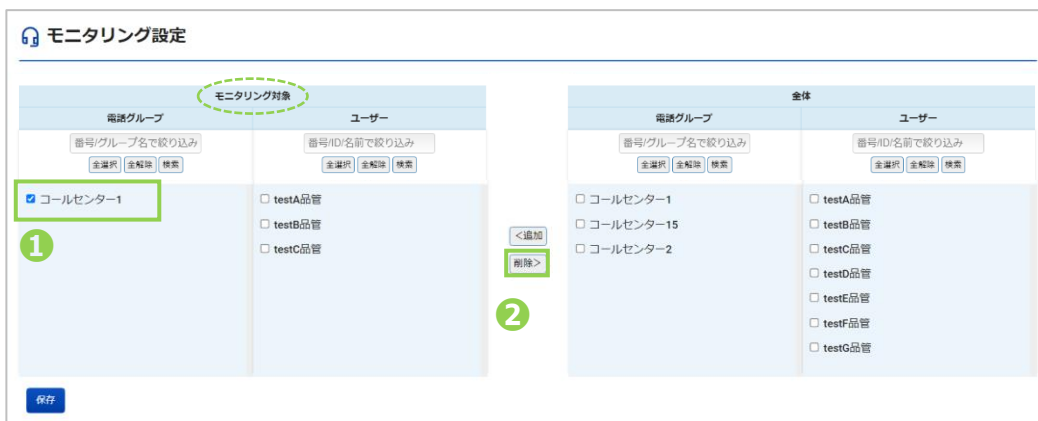 モニタリング設定
モニタリング対象
電話グループ
ユーザー
番号/グループ名で絞り込み
番号/ID/名前で絞り込み
全選択 全解除 検索
全選択 全解除 検索
コールセンター1
testA品管
testB品管
testC品管
1
<追加
削除>
2
全体
電話グループ
ユーザー
番号/グループ名で絞り込み
番号/ID/名前で絞り込み
全選択 全解除 検索
全選択 全解除 検索
コールセンター1
コールセンター15
コールセンター2
testA品管
testB品管
testC品管
testD品管
testE品管
testF品管
testG品管
保存